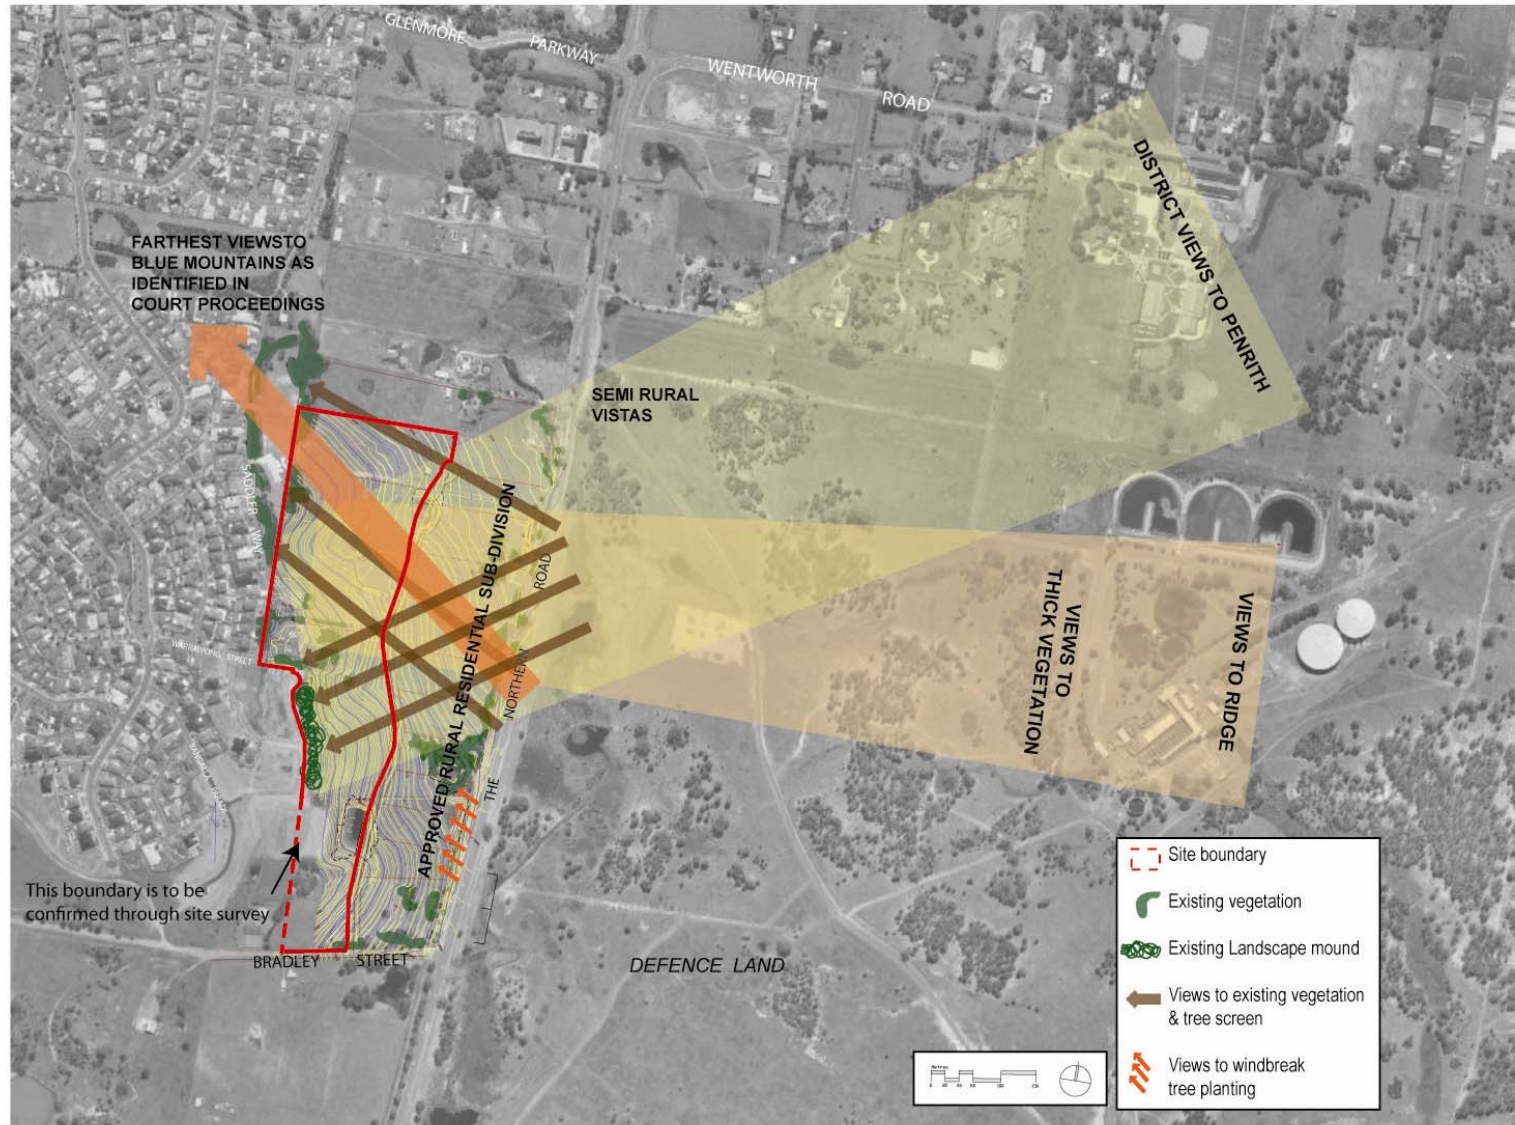 GLENMORE
PARKWAY
WENTWORTH
ROAD
DISTRICT VIEWS TO PENRITH
FARTHEST VIEWSTO
BLUE MOUNTAINS AS
IDENTIFIED IN
COURT PROCEEDINGS
SEMI RURAL
VISTAS
SADDLER WAY
APPROVED RURAL RESIDENTIAL SUB-DIVISION
THE NORTHERN ROAD
VIEWS TO
THICK VEGETATION
VIEWS TO RIDGE
WARRAGONG STREET
This boundary is to be
confirmed through site survey
BRADLEY STREET
DEFENCE LAND
Site boundary
Existing vegetation
Existing Landscape mound
Views to existing vegetation
& tree screen
Views to windbreak
tree planting
Metres